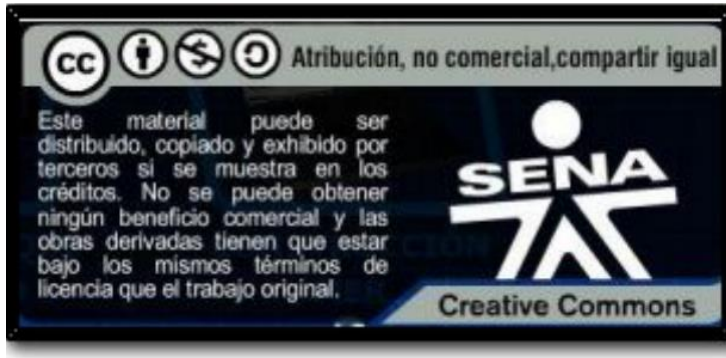 cc Atribución, no comercial,compartir igual
Este material puede ser
distribuido, copiado y exhibido por
terceros si se muestra en los
créditos. No se puede obtener
ningún beneficio comercial y las
obras derivadas tienen que estar
bajo los mismos términos de
licencia que el trabajo original.
SENA
Creative Commons